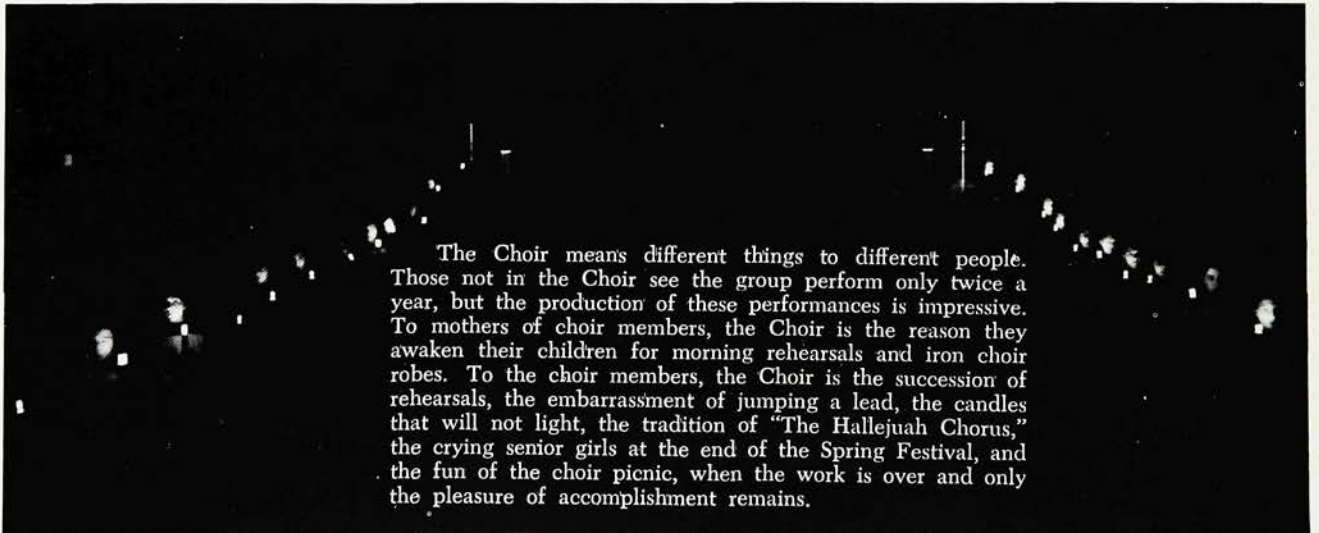 The Choir means different things to different people.
Those not in the Choir see the group perform only twice a
year, but the production of these performances is impressive.
To mothers of choir members, the Choir is the reason they
awaken their children for morning rehearsals and iron choir
robes. To the choir members, the Choir is the succession of
rehearsals, the embarrassment of jumping a lead, the candles
that will not light, the tradition of “The Hallejuah Chorus,”
the crying senior girls at the end of the Spring Festival, and
the fun of the choir picnic, when the work is over and only
the pleasure of accomplishment remains.